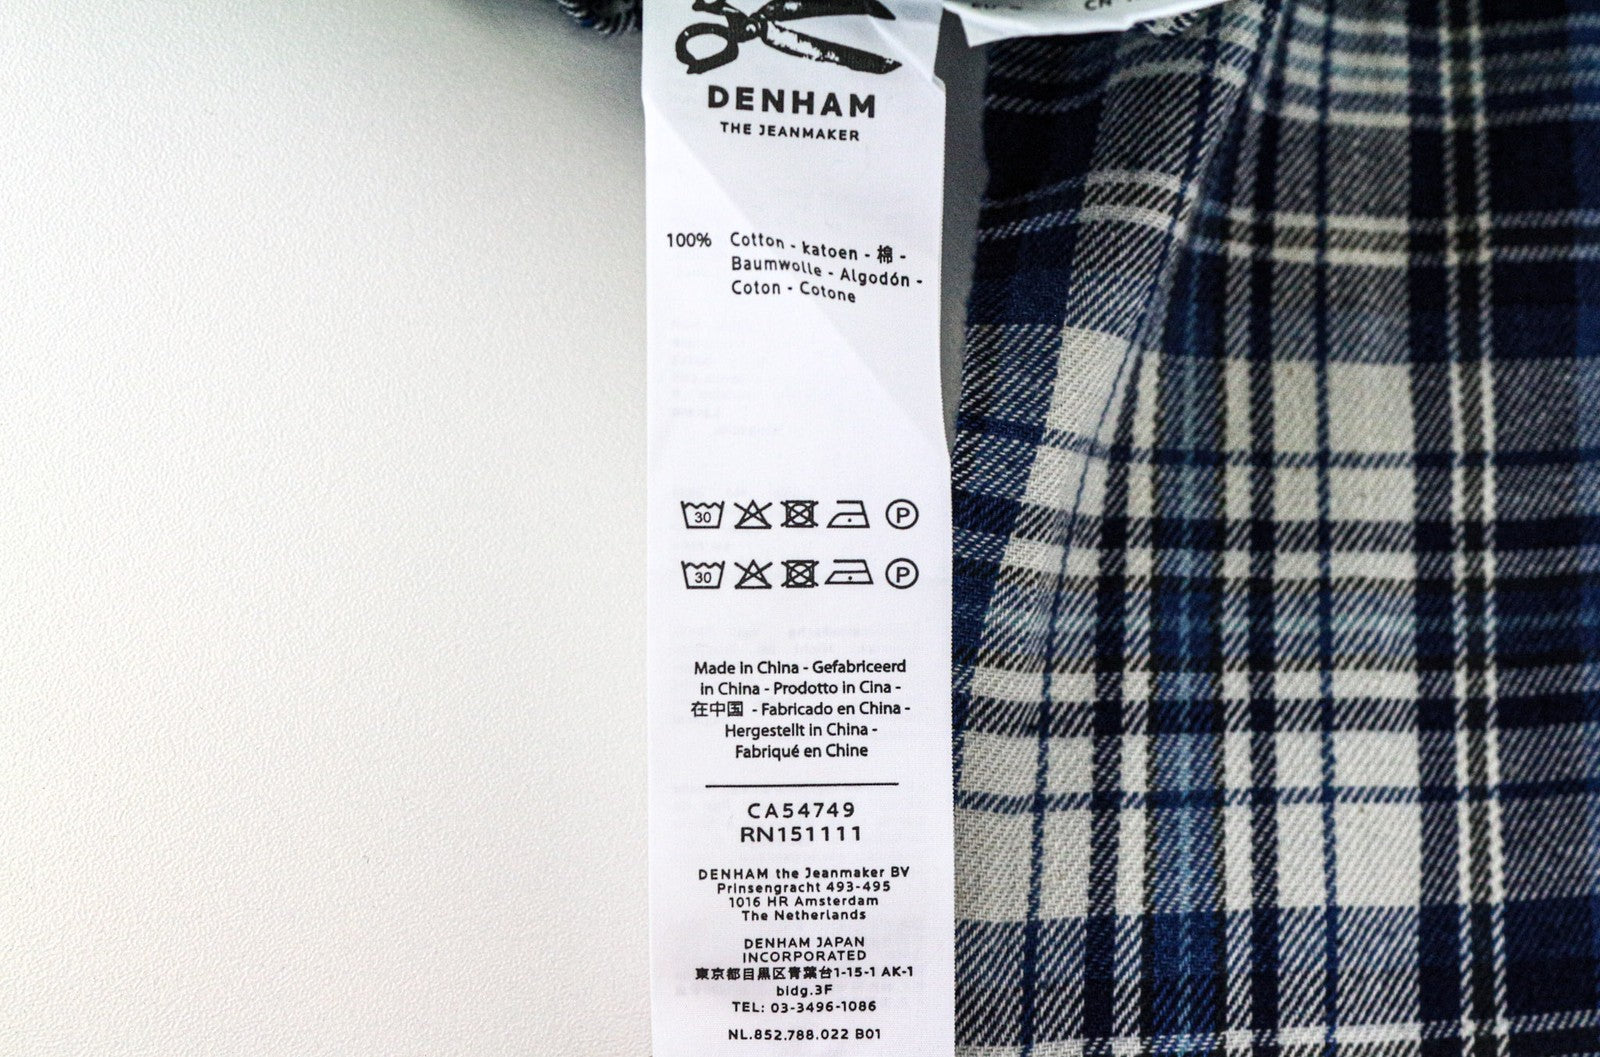 CN
DENHAM
THE JEANMAKER
100% Cotton - katoen - 棉 -
Baumwolle - Algodón -
Coton - Cotone
30 P
30 P
Made in China - Gefabriceerd
in China - Prodotto in Cina -
在中国 - Fabricado en China -
Hergestellt in China -
Fabriqué en Chine
CA54749
RN151111
DENHAM the Jeanmaker BV
Prinsengracht 493-495
1016 HR Amsterdam
The Netherlands
DENHAM JAPAN
INCORPORATED
東京都目黒区青葉台1-15-1 AK-1
bldg.3F
TEL: 03-3496-1086
NL.852.788.022 B01